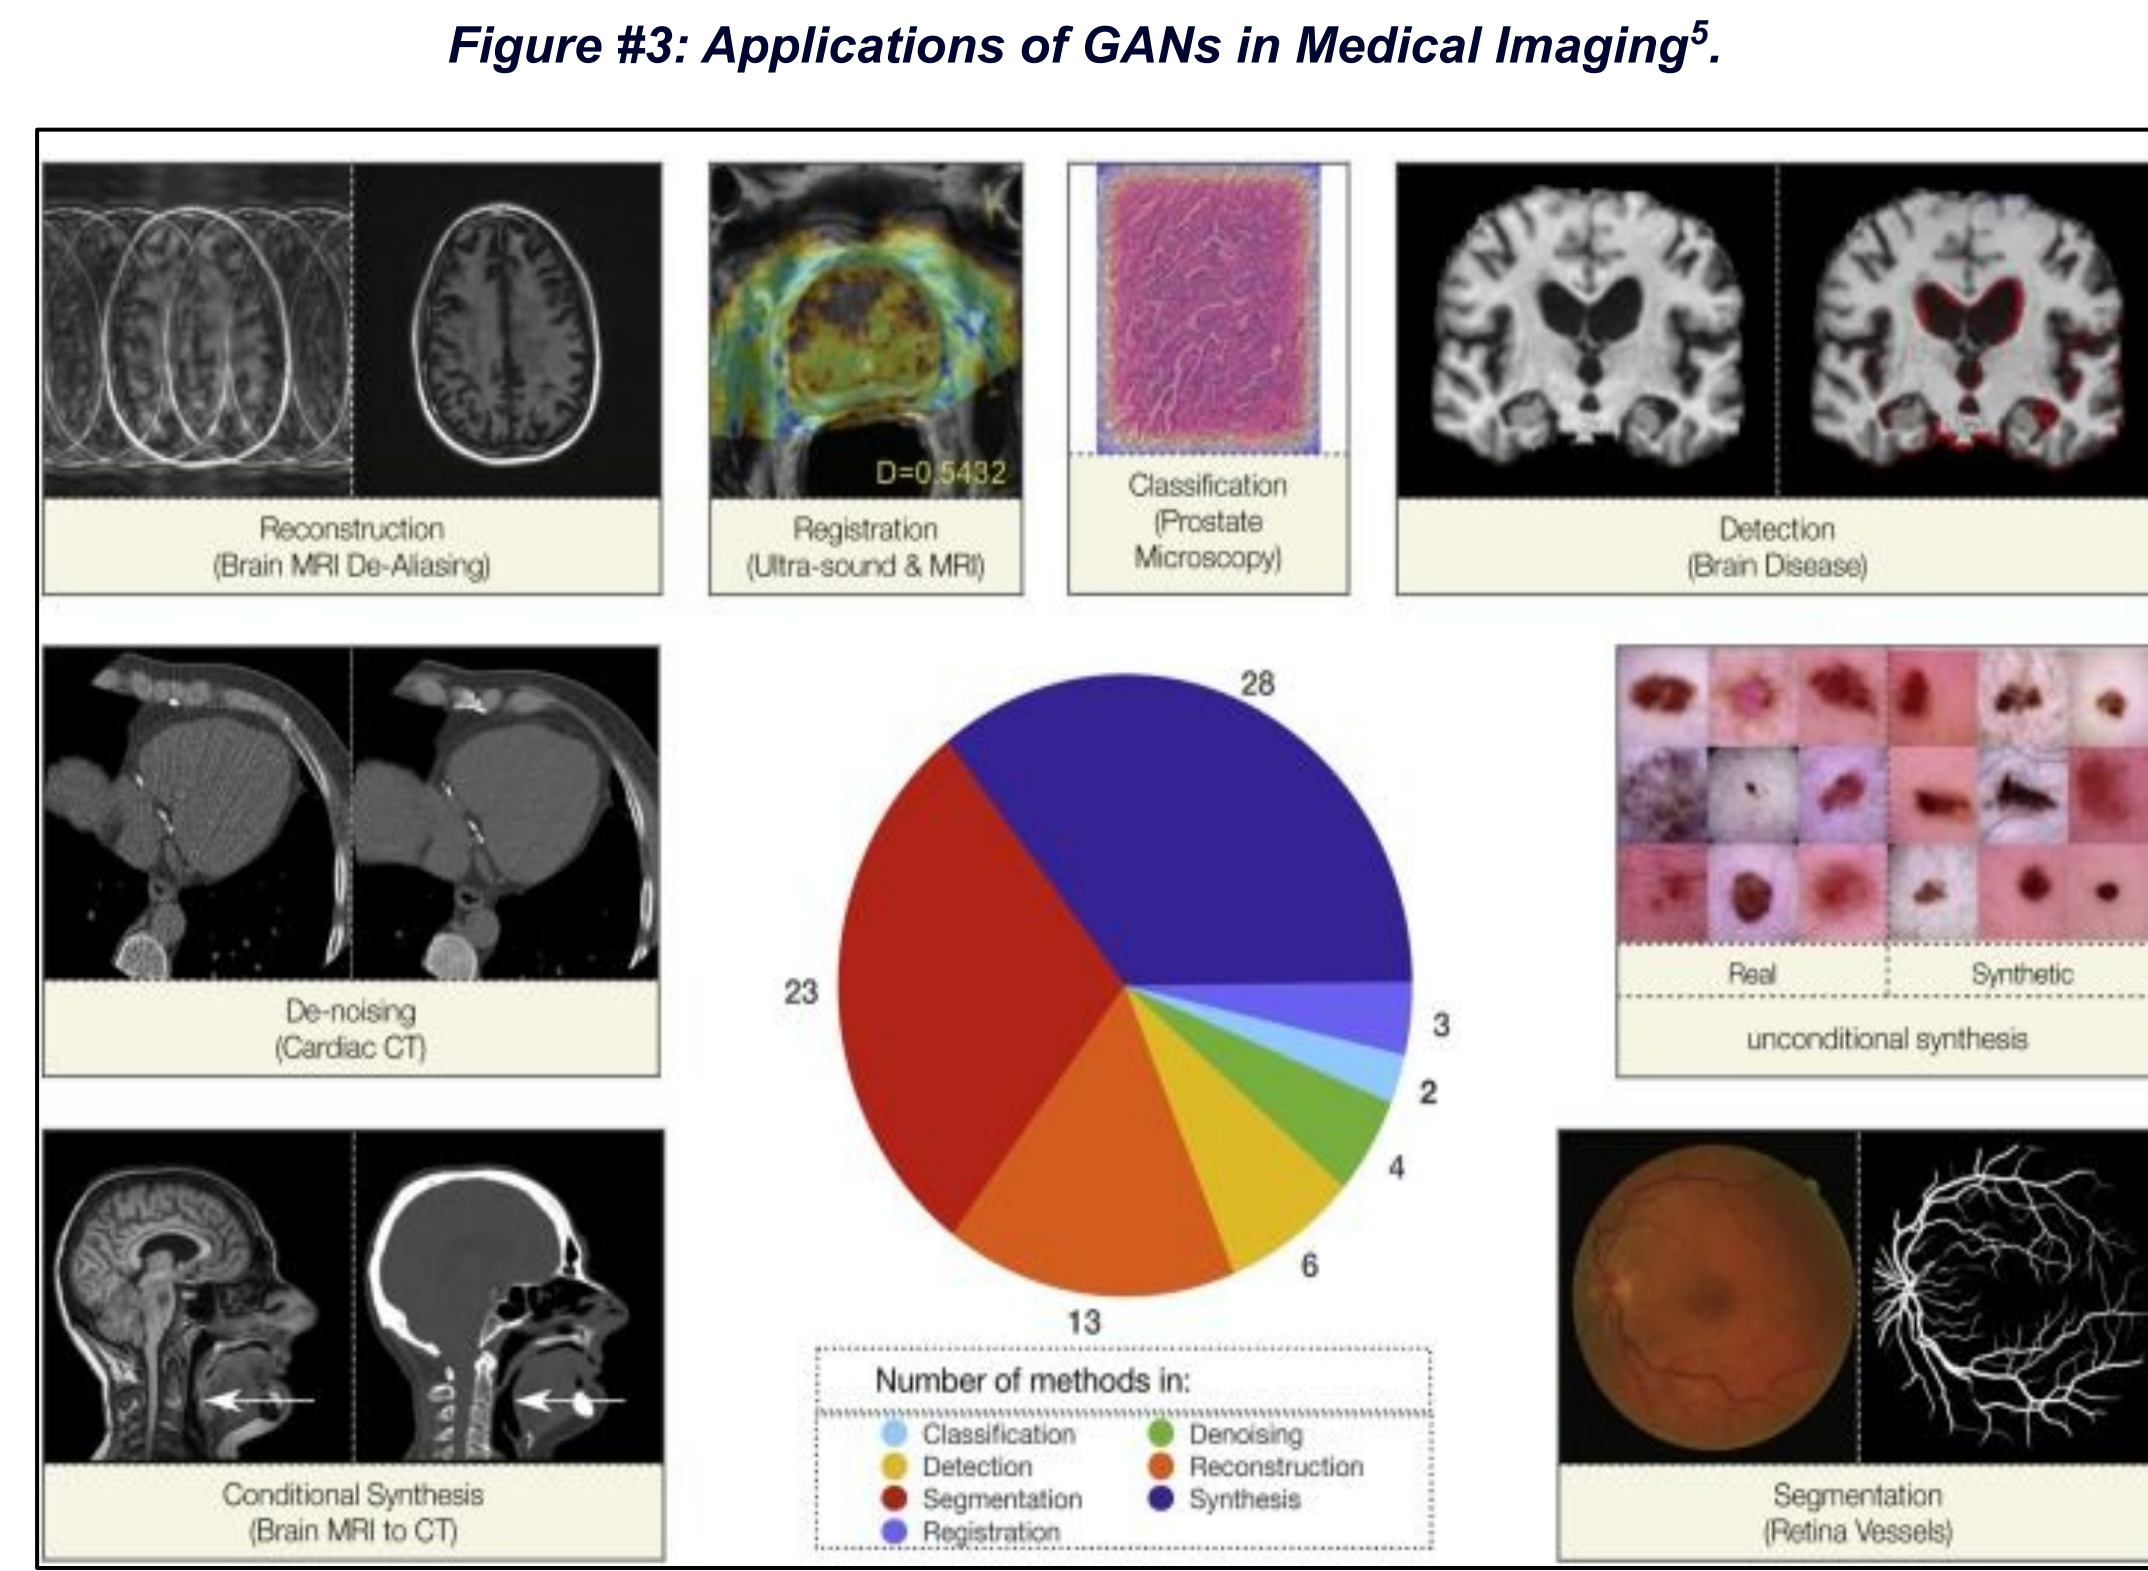 Figure #3: Applications of GANs in Medical Imaging⁵.
D=0.5432
Reconstruction
(Brain MRI De-Aliasing)
Registration
(Ultra-sound & MRI)
Classification
(Prostate
Microscopy)
Detection
(Brain Disease)
De-noising
(Cardiac CT)
28
23
3
2
4
6
13
Real
Synthetic
unconditional synthesis
Number of methods in:
Classification
Denoising
Detection
Reconstruction
Segmentation
Synthesis
Registration
Conditional Synthesis
(Brain MRI to CT)
Segmentation
(Retina Vessels)